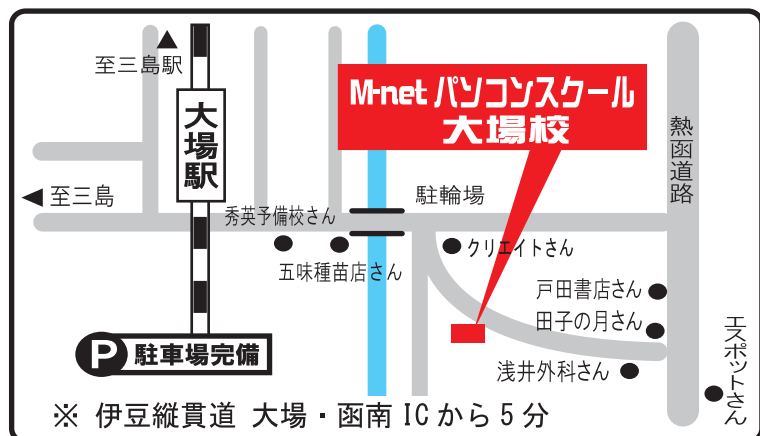 至三島駅
大場駅
至三島
M-net パソコンスクール
大場校
熱函道路
駐輪場
秀英予備校さん
五味種苗店さん
クリエイトさん
戸田書店さん
田子の月さん
浅井外科さん
エスポットさん
P 駐車場完備
※ 伊豆縦貫道 大場・函南 IC から 5 分